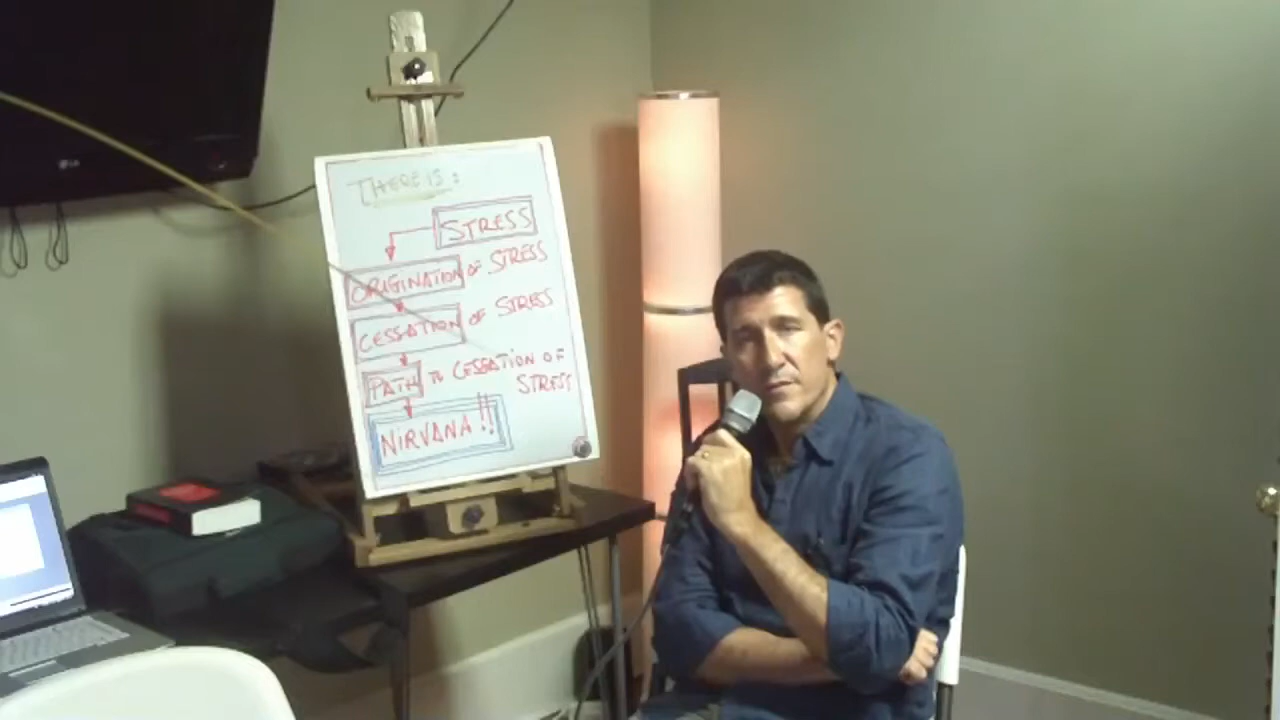 LG
THERE IS:
STRESS
ORIGINATION OF STRESS
CESSATION OF STRESS
PATH TO CESSATION OF
STRESS
NIRVANA!!